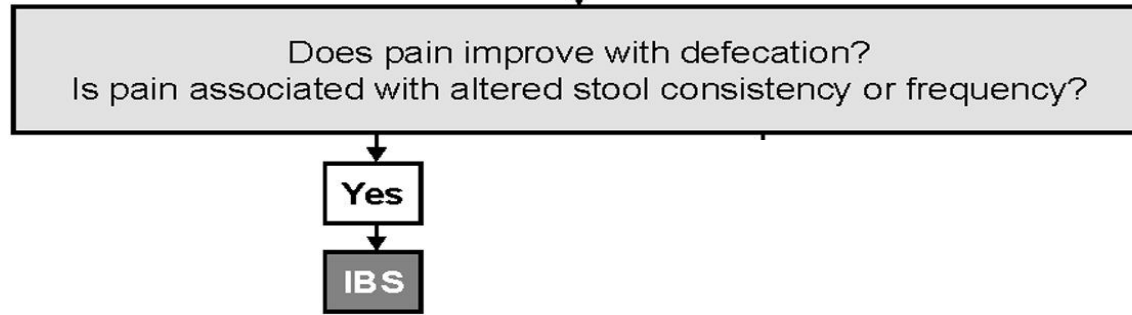 Does pain improve with defecation?
Is pain associated with altered stool consistency or frequency?
Yes
IBS